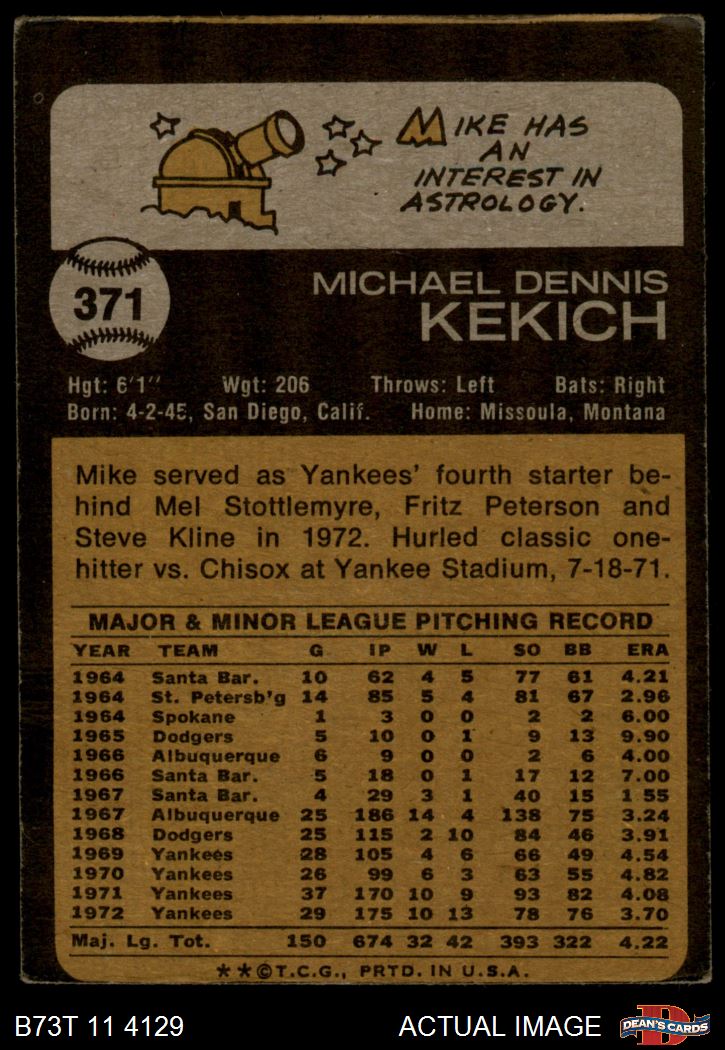 MIKE HAS
AN
INTEREST IN
ASTROLOGY.
371
MICHAEL DENNIS
KEKICH
Hgt: 6'1" Wgt: 206 Throws: Left Bats: Right
Born: 4-2-45, San Diego, Calif. Home: Missoula, Montana
Mike served as Yankees' fourth starter be-
hind Mel Stottlemyre, Fritz Peterson and
Steve Kline in 1972. Hurled classic one-
hitter vs. Chisox at Yankee Stadium, 7-18-71.
MAJOR & MINOR LEAGUE PITCHING RECORD
YEAR TEAM G IP W L SO BB ERA
1964 Santa Bar. 10 62 4 5 77 61 4.21
1964 St. Petersb'g 14 85 5 4 81 67 2.96
1964 Spokane 1 3 0 0 2 2 6.00
1965 Dodgers 5 10 0 1 9 13 9.90
1966 Albuquerque 6 9 0 0 2 6 4.00
1966 Santa Bar. 5 18 0 1 17 12 7.00
1967 Santa Bar. 4 29 3 1 40 15 1 55
1967 Albuquerque 25 186 14 4 138 75 3.24
1968 Dodgers 25 115 2 10 84 46 3.91
1969 Yankees 28 105 4 6 66 49 4.54
1970 Yankees 26 99 6 3 63 55 4.82
1971 Yankees 37 170 10 9 93 82 4.08
1972 Yankees 29 175 10 13 78 76 3.70
Maj. Lg. Tot. 150 674 32 42 393 322 4.22
**©T.C.G., PRTD. IN U.S.A.
B73T 11 4129 ACTUAL IMAGE D DEAN'S CARDS